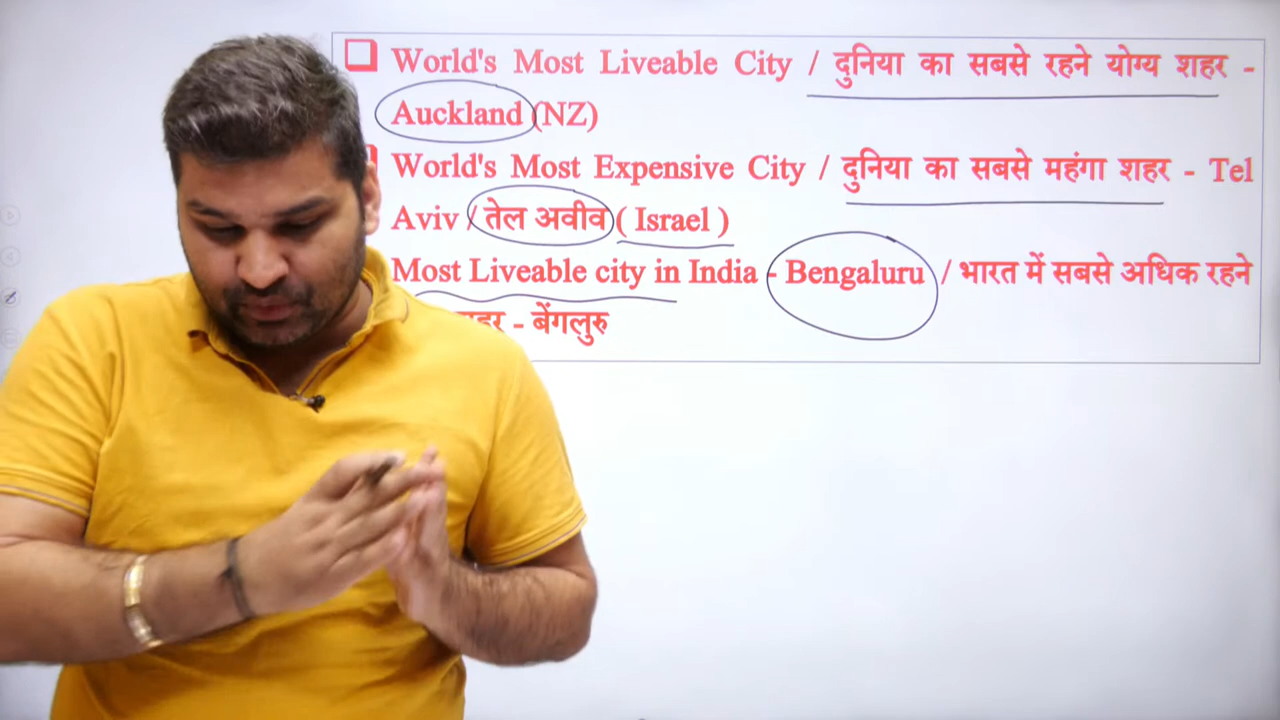 World's Most Liveable City / दुनिया का सबसे रहने योग्य शहर -
Auckland (NZ)
World's Most Expensive City / दुनिया का सबसे महंगा शहर - Tel
Aviv / तेल अवीव ( Israel )
Most Liveable city in India - Bengaluru / भारत में सबसे अधिक रहने
- बेंगलुरु